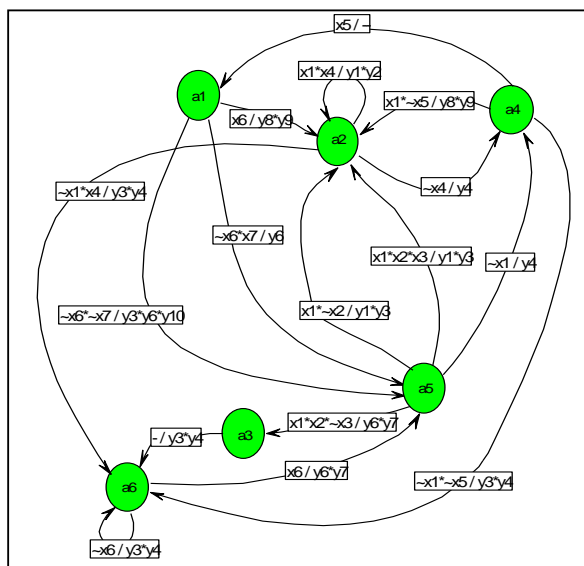 x5 / -
x1*x4 / y1*y2
x1*~x5 / y8*y9
a1
a4
x6 / y8*y9
a2
~x1*x4 / y3*y4
~x4 / y4
~x6*x7 / y6
x1*x2*x3 / y1*y3
~x1 / y4
x1*~x2 / y1*y3
~x6*~x7 / y3*y6*y10
a5
x1*x2*~x3 / y6*y7
a3
- / y3*y4
x6 / y6*y7
~x1*~x5 / y3*y4
a6
~x6 / y3*y4